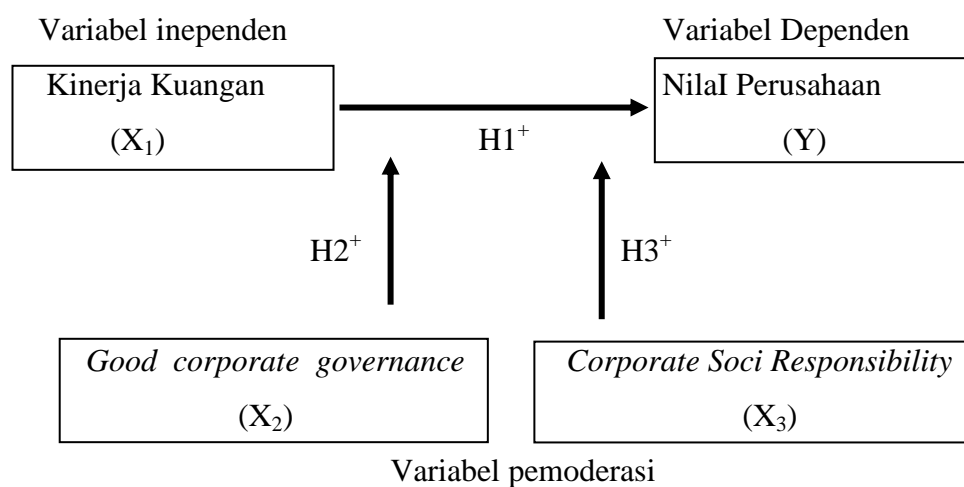 Variabel inependen
Variabel Dependen
Kinerja Kuangan
(X₁)
H1⁺
NilaI Perusahaan
(Y)
H2⁺
H3⁺
Good corporate governance
(X₂)
Corporate Soci Responsibility
(X₃)
Variabel pemoderasi